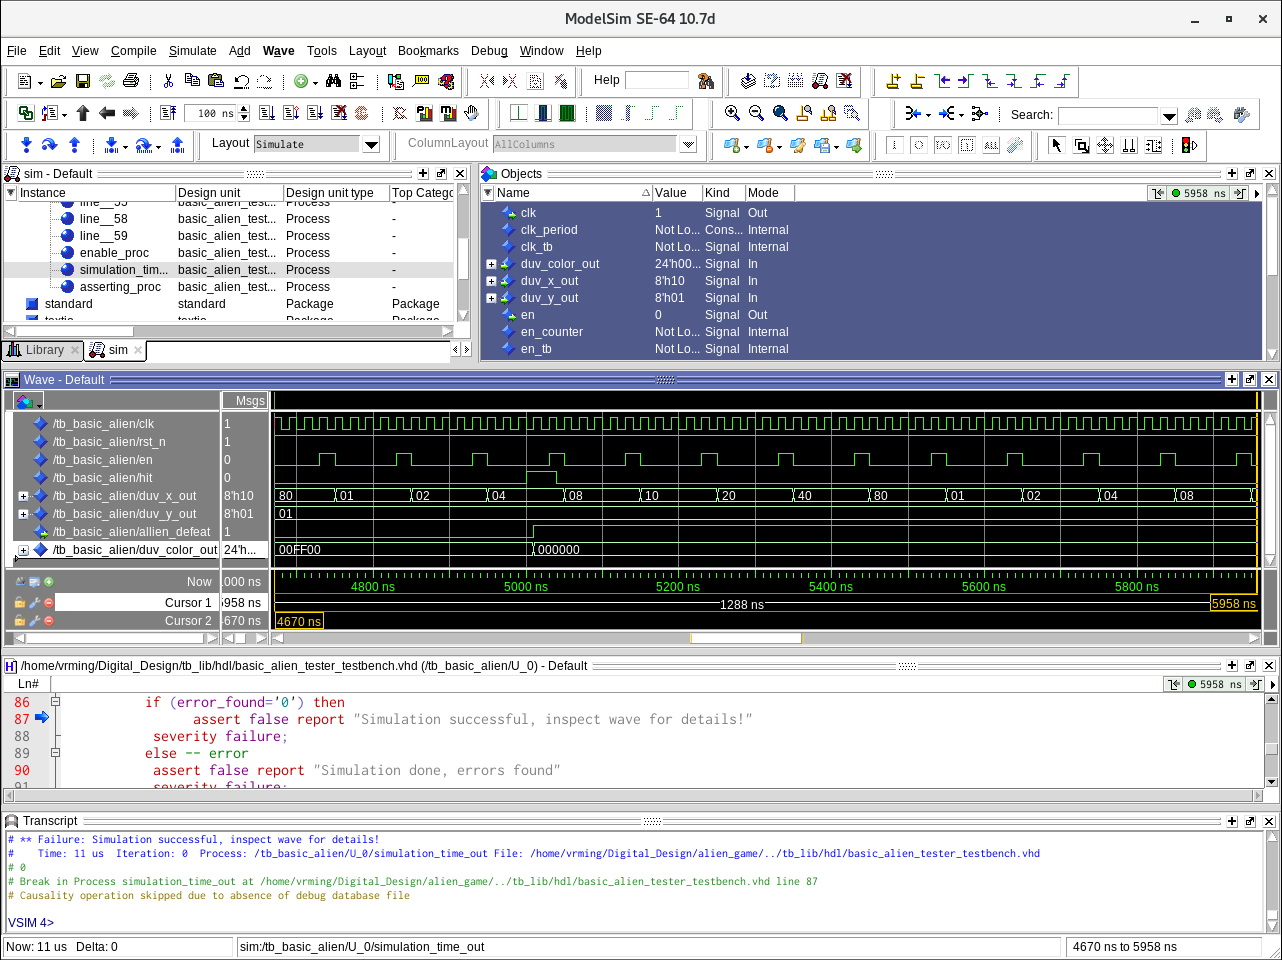 ModelSim SE-64 10.7d
File Edit View Compile Simulate Add Wave Tools Layout Bookmarks Debug Window Help
Help
100 ns
Search:
Layout Simulate
ColumnLayout AllColumns
sim - Default
Instance Design unit Design unit type Top Catego
line__55 basic_alien_test... Process -
line__58 basic_alien_test... Process -
line__59 basic_alien_test... Process -
enable_proc basic_alien_test... Process -
simulation_tim... basic_alien_test... Process -
asserting_proc basic_alien_test... Process -
standard standard Package Package
textio textio Package Package
Library sim
Objects
Name Value Kind Mode 5958 ns
clk 1 Signal Out
clk_period Not Lo... Cons... Internal
clk_tb Not Lo... Signal Internal
duv_color_out 24'h00... Signal In
duv_x_out 8'h10 Signal In
duv_y_out 8'h01 Signal In
en 0 Signal Out
en_counter Not Lo... Signal Internal
en_tb Not Lo... Signal Internal
Wave - Default
Msgs
/tb_basic_alien/clk 1
/tb_basic_alien/rst_n 1
/tb_basic_alien/en 0
/tb_basic_alien/hit 0
/tb_basic_alien/duv_x_out 8'h10 80 01 02 04 08 10 20 40 80 01 02 04 08
/tb_basic_alien/duv_y_out 8'h01 01
/tb_basic_alien/allien_defeat 1
/tb_basic_alien/duv_color_out 24'h... 00FF00 000000
Now 000 ns 4800 ns 5000 ns 5200 ns 5400 ns 5600 ns 5800 ns
Cursor 1 5958 ns 1288 ns 5958 ns
Cursor 2 4670 ns 4670 ns
/home/vrming/Digital_Design/tb_lib/hdl/basic_alien_tester_testbench.vhd (/tb_basic_alien/U_0) - Default
Ln# 5958 ns
86 if (error_found='0') then
87 assert false report "Simulation successful, inspect wave for details!"
88 severity failure;
89 else -- error
90 assert false report "Simulation done, errors found"
91 severity failure;
Transcript
# ** Failure: Simulation successful, inspect wave for details!
# Time: 11 us Iteration: 0 Process: /tb_basic_alien/U_0/simulation_time_out File: /home/vrming/Digital_Design/alien_game/../tb_lib/hdl/basic_alien_tester_testbench.vhd
# 0
# Break in Process simulation_time_out at /home/vrming/Digital_Design/alien_game/../tb_lib/hdl/basic_alien_tester_testbench.vhd line 87
# Causality operation skipped due to absence of debug database file
VSIM 4>
Now: 11 us Delta: 0 sim:/tb_basic_alien/U_0/simulation_time_out 4670 ns to 5958 ns